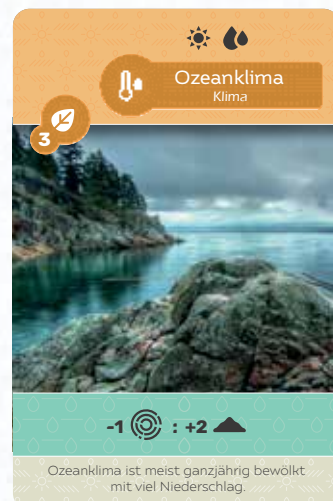 Ozeanklima
Klima
3
-1 : +2
Ozeanklima ist meist ganzjährig bewölkt
mit viel Niederschlag.